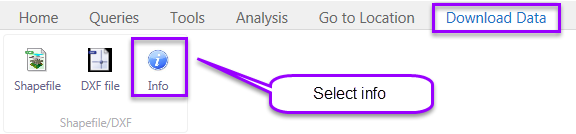 Home Queries Tools Analysis Go to Location Download Data
Shapefile DXF file Info
Select info
Shapefile/DXF